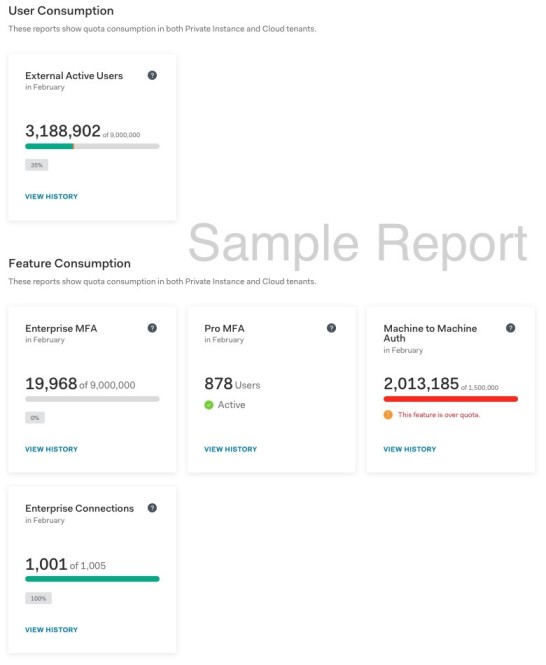 User Consumption
These reports show quota consumption in both Private Instance and Cloud tenants.
External Active Users ?
in February
3,188,902 of 9,000,000
35%
VIEW HISTORY
Sample Report
Feature Consumption
These reports show quota consumption in both Private Instance and Cloud tenants.
Enterprise MFA ?
in February
19,968 of 9,000,000
0%
VIEW HISTORY
Pro MFA ?
in February
878 Users
Active
VIEW HISTORY
Machine to Machine ?
Auth
in February
2,013,185 of 1,500,000
! This feature is over quota.
VIEW HISTORY
Enterprise Connections ?
in February
1,001 of 1,005
100%
VIEW HISTORY